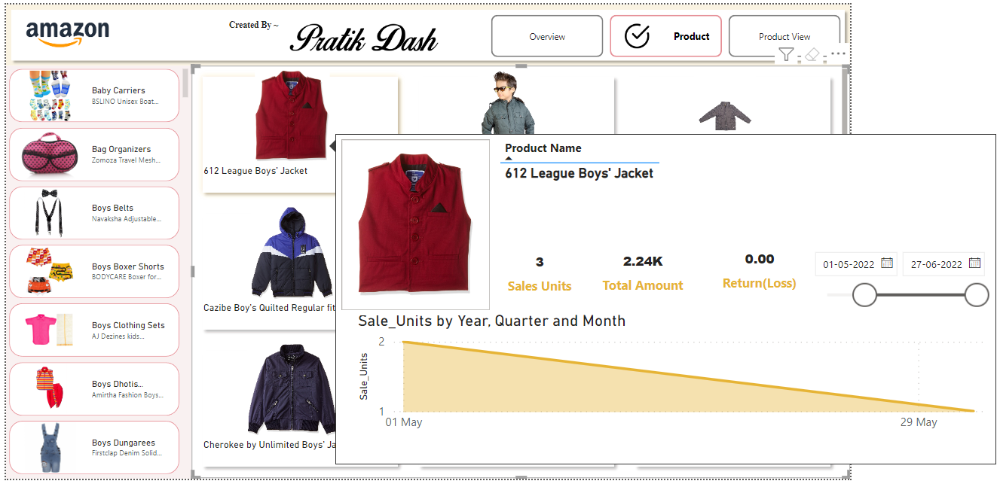 amazon
Created By ~
Pratik Dash
Overview
Product
Product View
Baby Carriers
BSLINO Unisex Boat...
Bag Organizers
Zomoza Travel Mesh...
Boys Belts
Navaksha Adjustable...
Boys Boxer Shorts
BODYCARE Boxer for...
Boys Clothing Sets
AJ Dezines kids...
Boys Dhotis...
Amirtha Fashion Boys...
Boys Dungarees
Firstclap Denim Solid...
612 League Boys' Jacket
Cazibe Boy's Quilted Regular fit
Cherokee by Unlimited Boys' Ja
Product Name
612 League Boys' Jacket
3
Sales Units
2.24K
Total Amount
0.00
Return(Loss)
01-05-2022
27-06-2022
Sale_Units by Year, Quarter and Month
Sale_Units
2
1
01 May
29 May